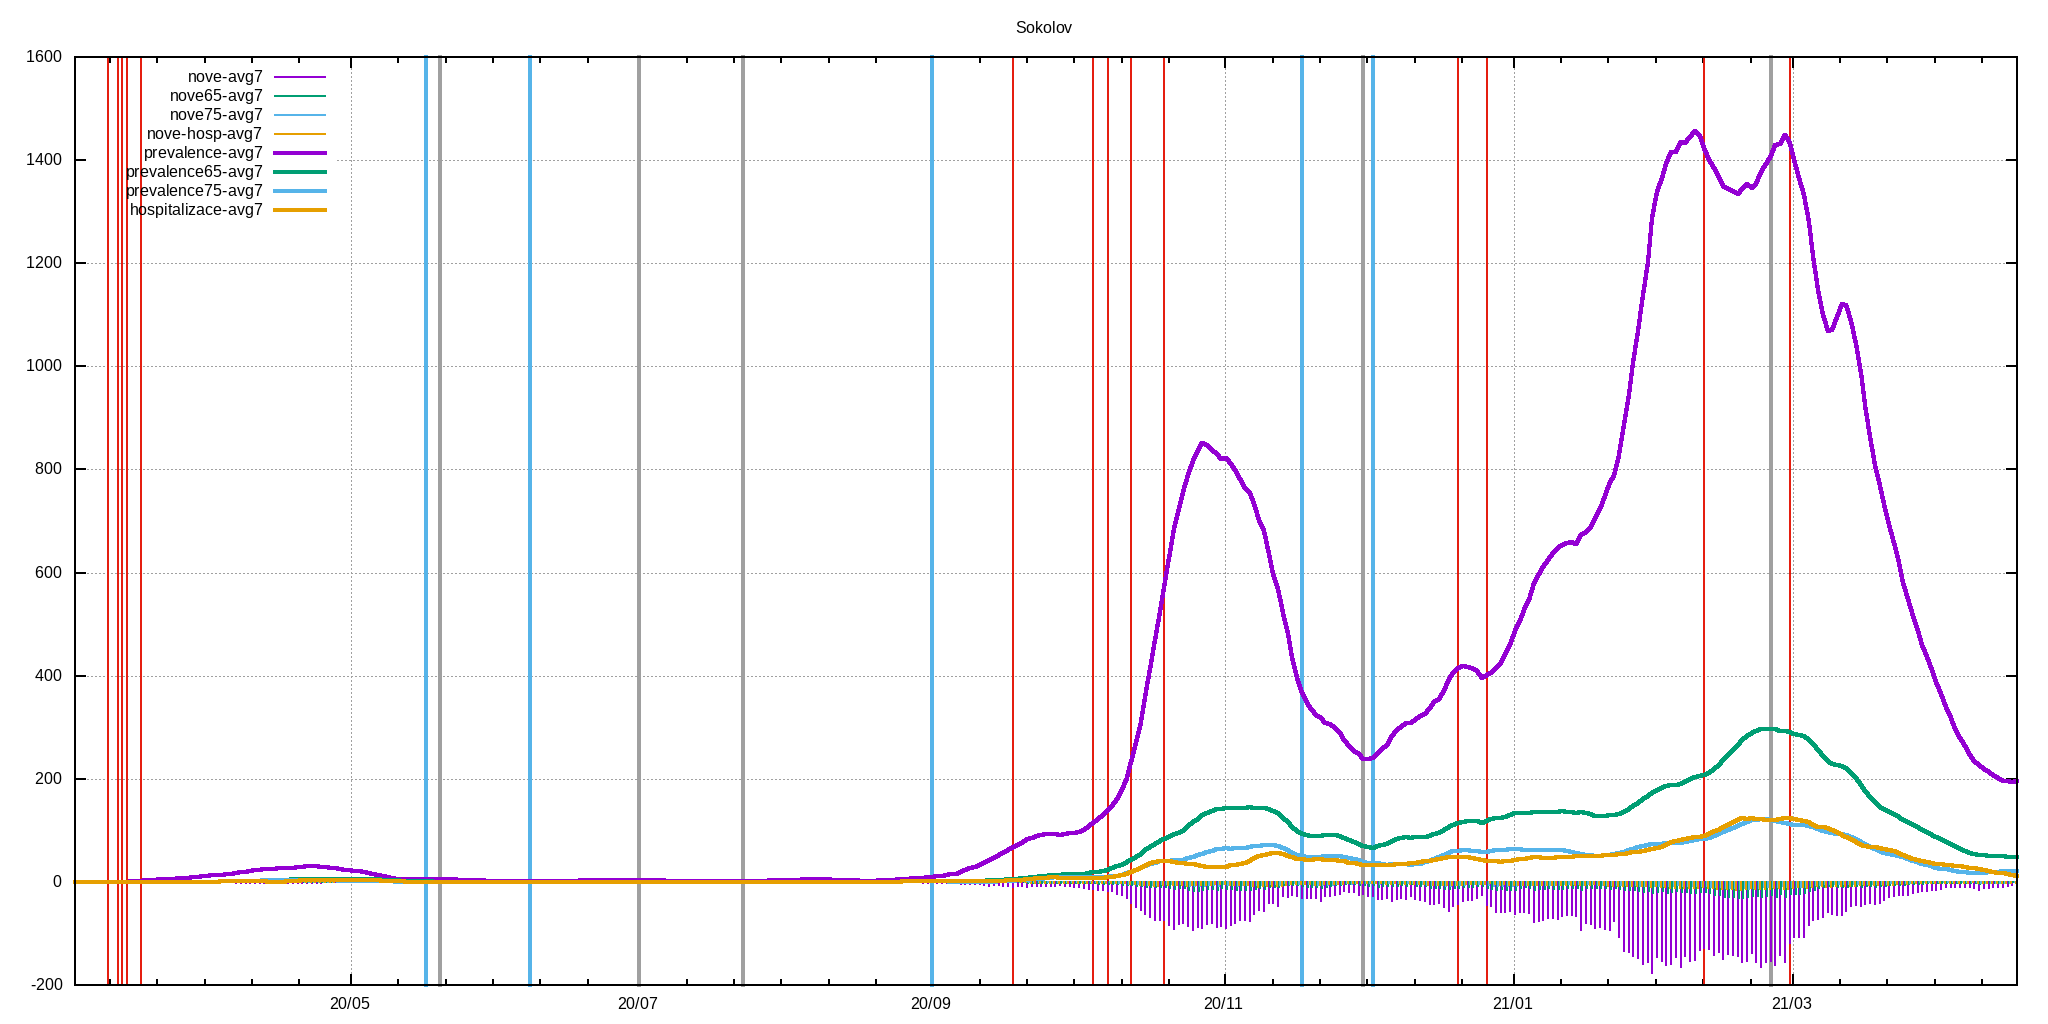 Sokolov
1600
1400
1200
1000
800
600
400
200
0
-200
nove-avg7
nove65-avg7
nove75-avg7
nove-hosp-avg7
prevalence-avg7
prevalence65-avg7
prevalence75-avg7
hospitalizace-avg7
20/05
20/07
20/09
20/11
21/01
21/03